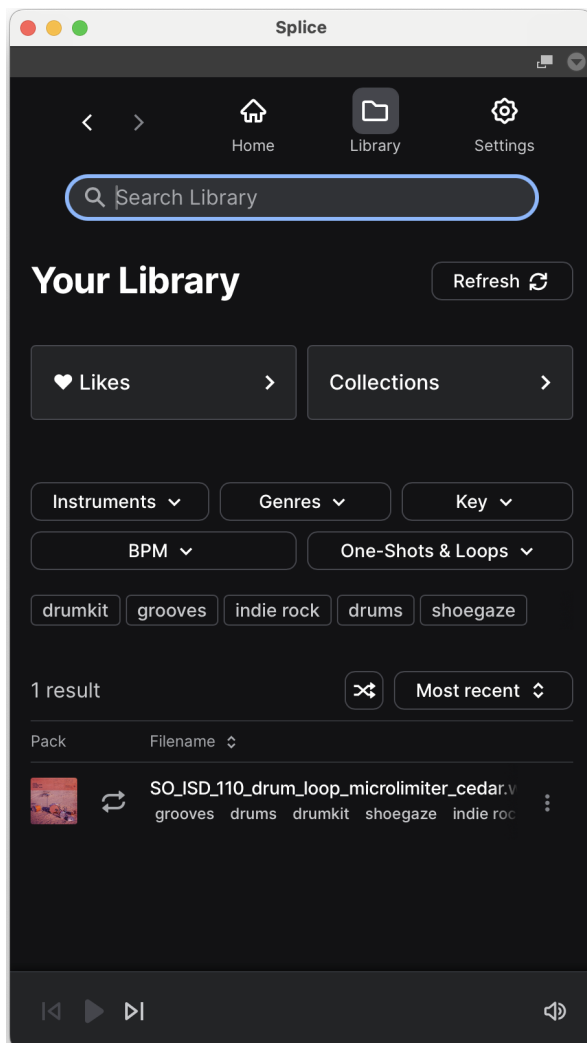 Splice
Home Library Settings
Search Library
Your Library
Refresh
Likes
Collections
Instruments
Genres
Key
BPM
One-Shots & Loops
drumkit grooves indie rock drums shoegaze
1 result
Most recent
Pack Filename
SO_ISD_110_drum_loop_microlimiter_cedar.
grooves drums drumkit shoegaze indie